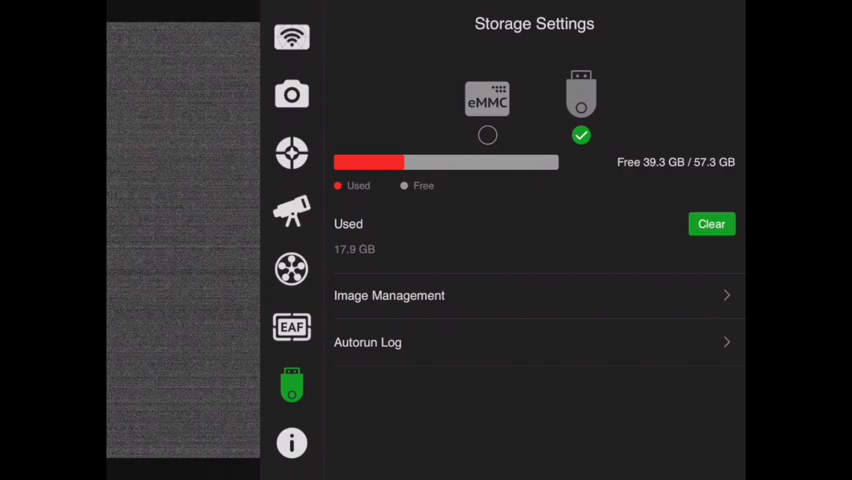 Storage Settings
eMMC
Free 39.3 GB / 57.3 GB
Used
Free
Used
Clear
17.9 GB
Image Management
EAF
Autorun Log